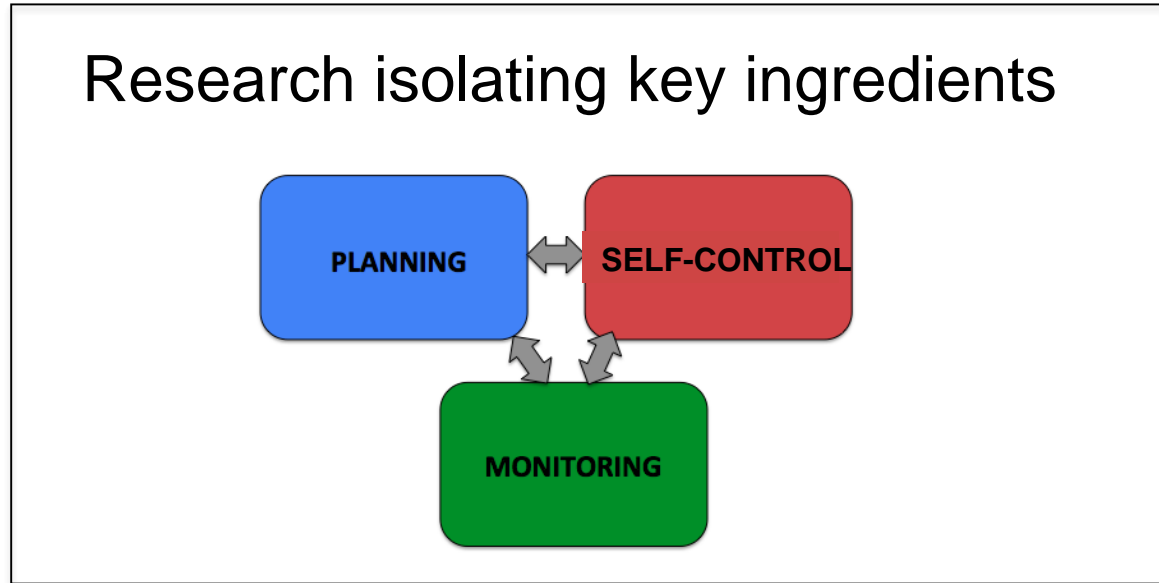 Research isolating key ingredients
PLANNING
SELF-CONTROL
MONITORING